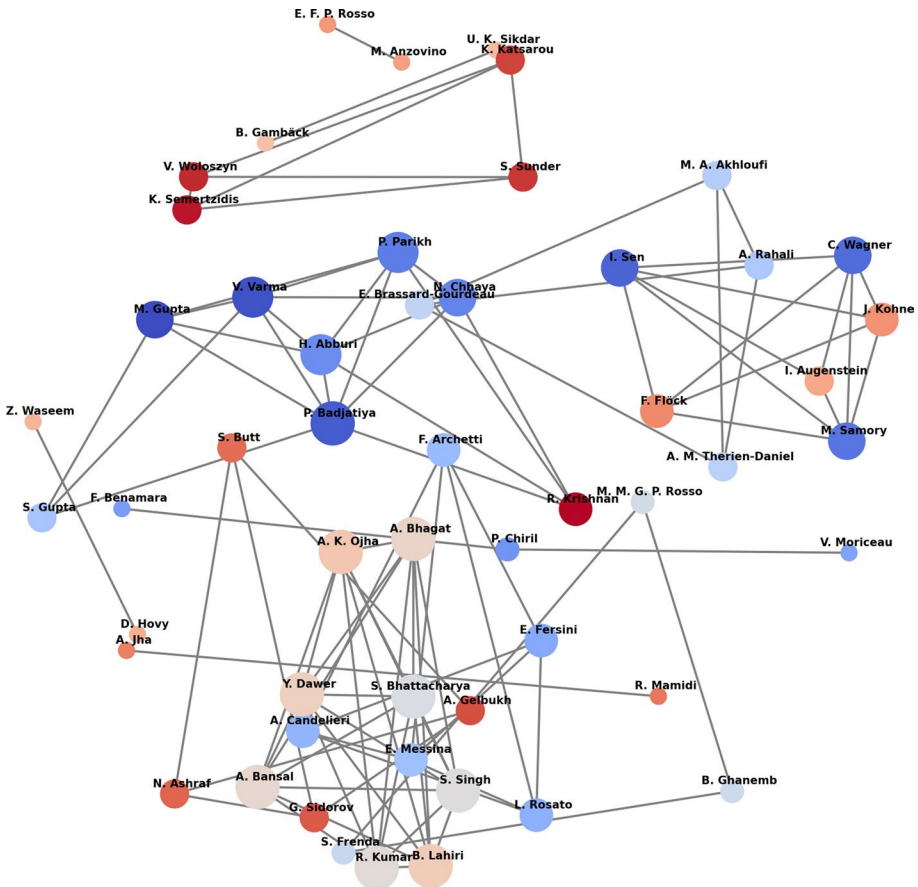 E. F. P. Rosso
U. K. Sikdar
M. Anzovino
K. Katsarou
B. Gambäck
V. Woloszyn
S. Sunder
M. A. Akhloufi
K. Semertzidis
P. Parikh
C. Wagner
I. Sen
A. Rahali
V. Varma
N. Chhaya
E. Brassard-Gourdeau
M. Gupta
J. Kohne
H. Abburi
I. Augenstein
F. Flöck
Z. Waseem
P. Badjatiya
M. Samory
S. Butt
F. Archetti
A. M. Therien-Daniel
M. M. G. P. Rosso
R. Krishnan
F. Benamara
S. Gupta
A. Bhagat
A. K. Ojha
P. Chiril
V. Moriceau
D. Hovy
E. Fersini
A. Jha
Y. Dawer
S. Bhattacharya
R. Mamidi
A. Gelbukh
A. Candelieri
E. Messina
A. Bansal
S. Singh
B. Ghanemb
N. Ashraf
G. Sidorov
L. Rosato
S. Frenda
R. Kumar
B. Lahiri